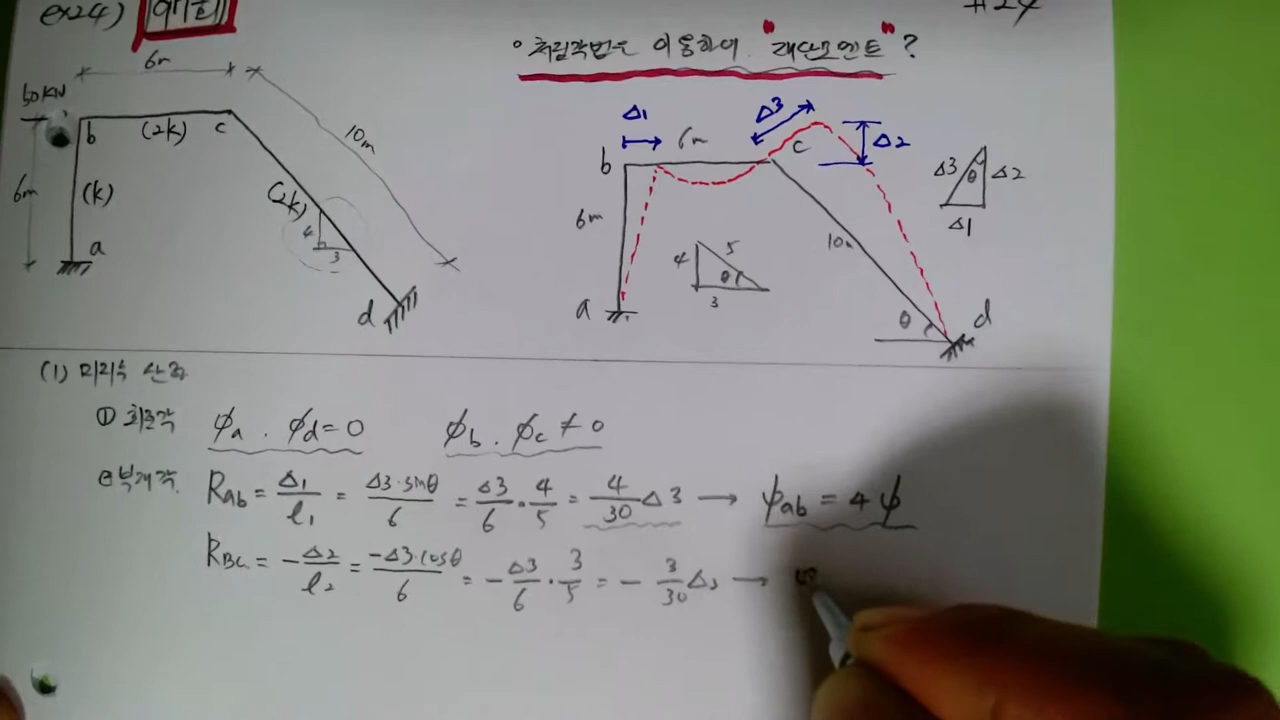 ex24)
#24
○ 처짐각법을 이용하여 "재단모멘트"?
6m
50KN
b (2k) c
10m
6m (k)
(2k)
4
3
a
d
Δ1
6m
Δ3
c
Δ2
b
6m
4 5
θ
3
10m
a
θ
d
Δ3 θ Δ2
Δ1
(1) 미지수 산정
① 회전각 φa . φd = 0 φb . φc ≠ 0
② 부재각. Rab = Δ1/l1 = Δ3·sinθ/6 = Δ3/6 · 4/5 = 4/30 Δ3 → ψab = 4ψ
RBC = -Δ2/l2 = -Δ3·cosθ/6 = -Δ3/6 · 3/5 = -3/30 Δ3 →